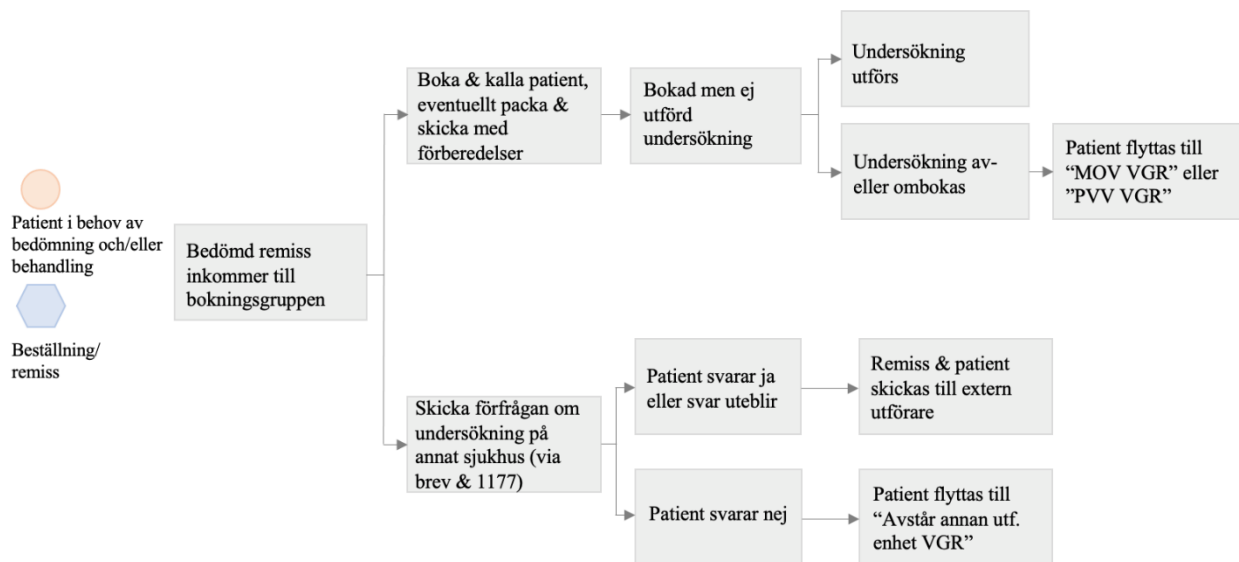 Patient i behov av
bedömning och/eller
behandling
Beställning/
remiss
Bedömd remiss
inkommer till
bokningsgruppen
Boka & kalla patient,
eventuellt packa &
skicka med
förberedelser
Bokad men ej
utförd
undersökning
Undersökning
utförs
Undersökning av-
eller ombokas
Patient flyttas till
“MOV VGR” eller
”PVV VGR”
Skicka förfrågan om
undersökning på
annat sjukhus (via
brev & 1177)
Patient svarar ja
eller svar uteblir
Remiss & patient
skickas till extern
utförare
Patient svarar nej
Patient flyttas till
“Avstår annan utf.
enhet VGR”